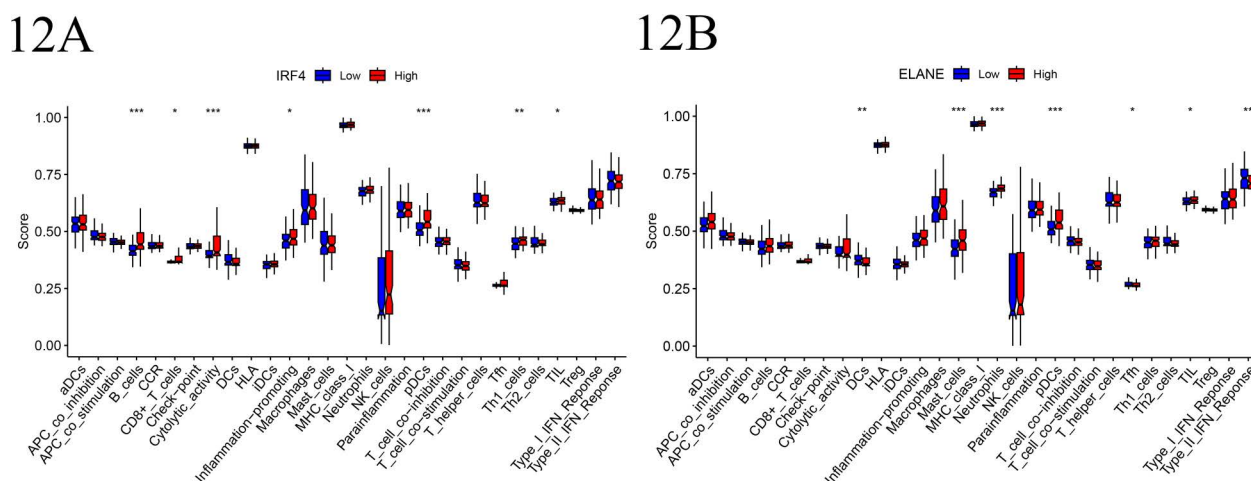 12A
IRF4 Low High
*** * *** * *** ** *
Score
1.00
0.75
0.50
0.25
0.00
aDCs
APC_co_inhibition
APC_co_stimulation
B_cells
CCR
CD8+_T_cells
Check-point
Cytolytic_activity
DCs
HLA
iDCs
Inflammation-promoting
Macrophages
Mast_cells
MHC_class_I
Neutrophils
NK_cells
Parainflammation
pDCs
T_cell_co-inhibition
T_cell_co-stimulation
T_helper_cells
Tfh
Th1_cells
Th2_cells
TIL
Treg
Type_I_IFN_Reponse
Type_II_IFN_Reponse
12B
ELANE Low High
** *** *** *** * * **
Score
1.00
0.75
0.50
0.25
0.00
aDCs
APC_co_inhibition
APC_co_stimulation
B_cells
CCR
CD8+_T_cells
Check-point
Cytolytic_activity
DCs
HLA
iDCs
Inflammation-promoting
Macrophages
Mast_cells
MHC_class_I
Neutrophils
NK_cells
Parainflammation
pDCs
T_cell_co-inhibition
T_cell_co-stimulation
T_helper_cells
Tfh
Th1_cells
Th2_cells
TIL
Treg
Type_I_IFN_Reponse
Type_II_IFN_Reponse